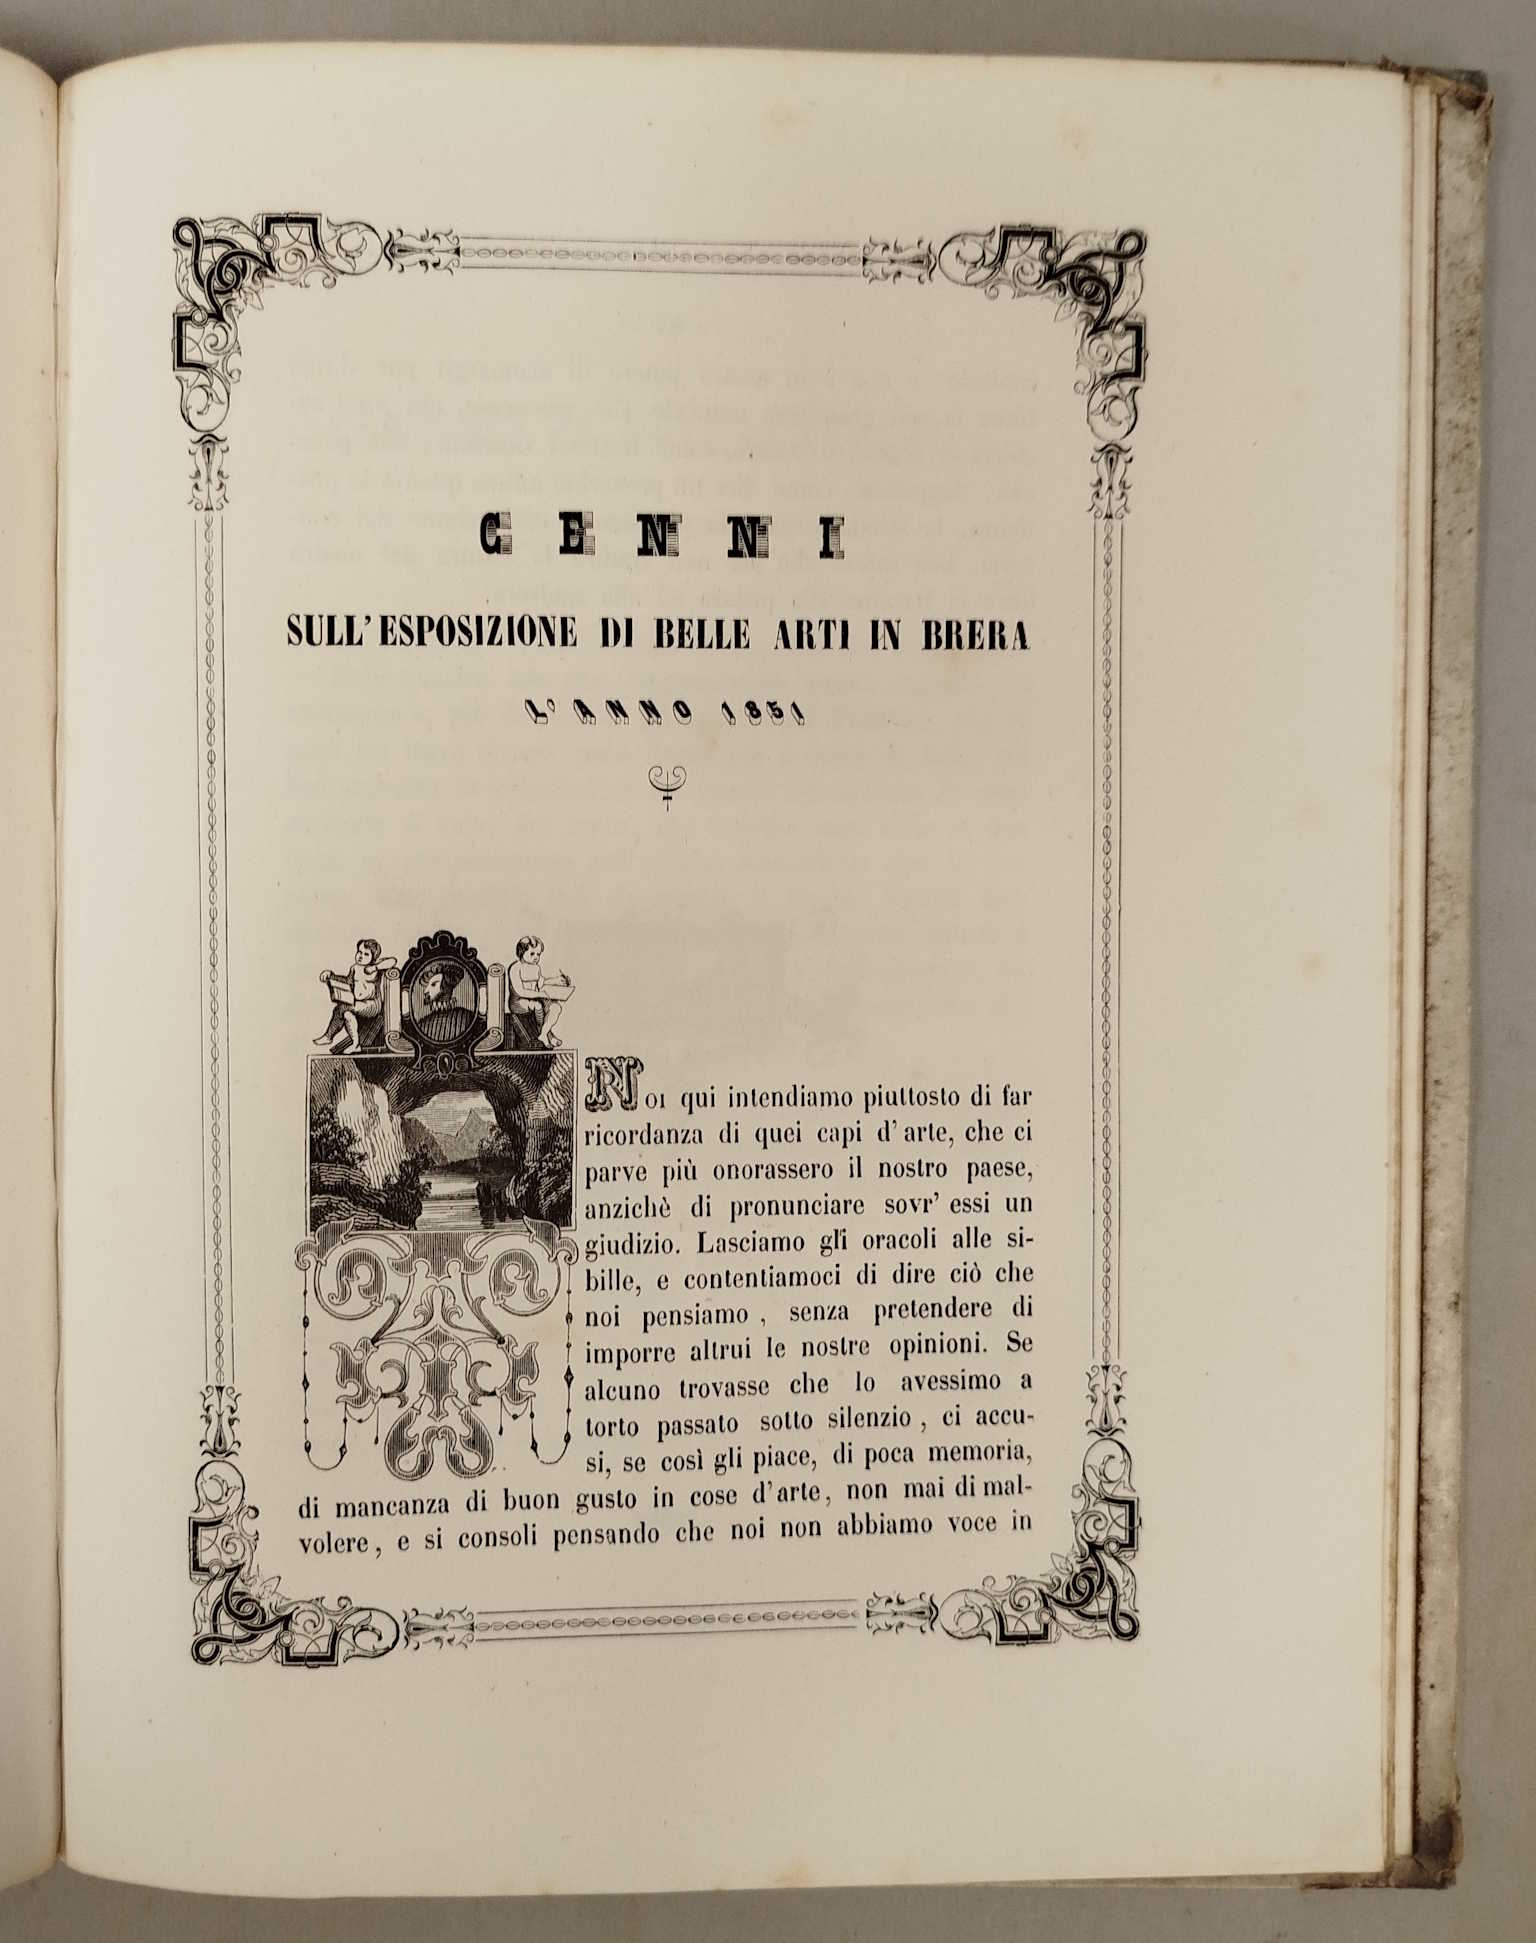 CENNI
SULL' ESPOSIZIONE DI BELLE ARTI IN BRERA
L'ANNO 1851
NOI qui intendiamo piuttosto di far
ricordanza di quei capi d'arte, che ci
parve più onorassero il nostro paese,
anzichè di pronunciare sovr' essi un
giudizio. Lasciamo gli oracoli alle si-
bille, e contentiamoci di dire ciò che
noi pensiamo, senza pretendere di
imporre altrui le nostre opinioni. Se
alcuno trovasse che lo avessimo a
torto passato sotto silenzio, ci accu-
si, se così gli piace, di poca memoria,
di mancanza di buon gusto in cose d'arte, non mai di mal-
volere, e si consoli pensando che noi non abbiamo voce in